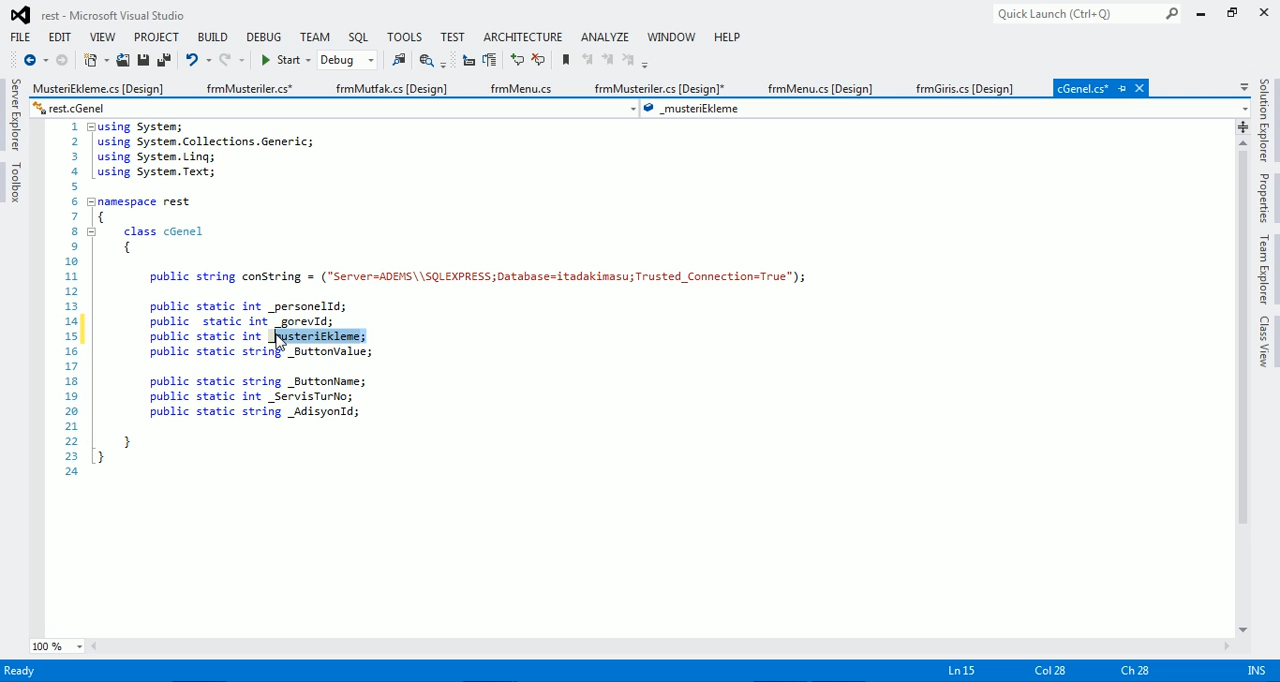 rest - Microsoft Visual Studio
Quick Launch (Ctrl+Q)
FILE EDIT VIEW PROJECT BUILD DEBUG TEAM SQL TOOLS TEST ARCHITECTURE ANALYZE WINDOW HELP
Start Debug
MusteriEkleme.cs [Design] frmMusteriler.cs* frmMutfak.cs [Design] frmMenu.cs frmMusteriler.cs [Design]* frmMenu.cs [Design] frmGiris.cs [Design] cGenel.cs*
rest.cGenel _musteriEkleme
Server Explorer
Toolbox
1 using System;
2 using System.Collections.Generic;
3 using System.Linq;
4 using System.Text;
5
6 namespace rest
7 {
8 class cGenel
9 {
10
11 public string conString = ("Server=ADEMS\\SQLEXPRESS;Database=itadakimasu;Trusted_Connection=True");
12
13 public static int _personelId;
14 public  static int _gorevId;
15 public static int _musteriEkleme;
16 public static string _ButtonValue;
17
18 public static string _ButtonName;
19 public static int _ServisTurNo;
20 public static string _AdisyonId;
21
22 }
23 }
24
Solution Explorer
Properties
Team Explorer
Class View
100 %
Ready Ln 15 Col 28 Ch 28 INS